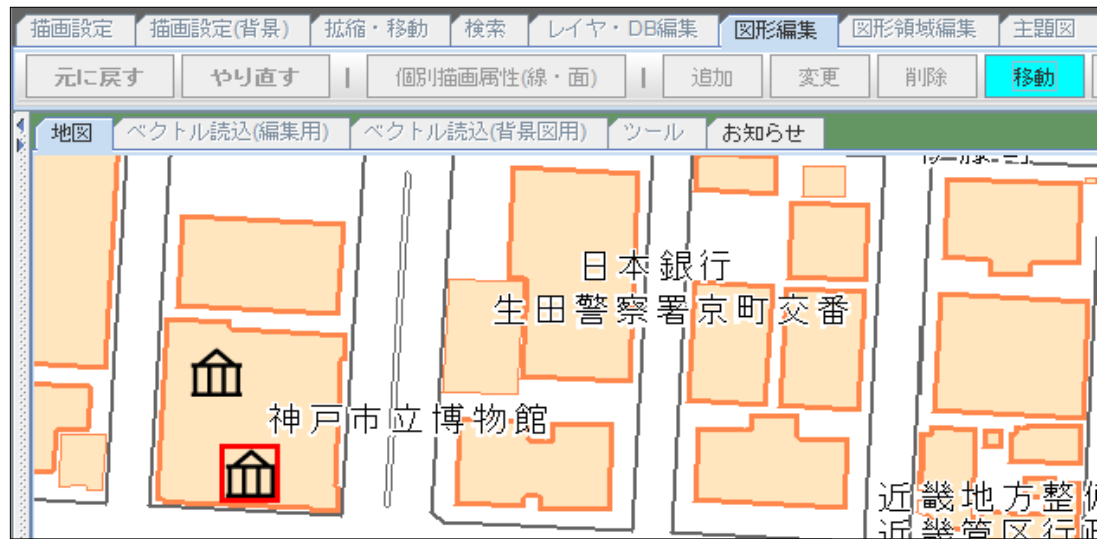 描画設定 描画設定(背景) 拡縮・移動 検索 レイヤ・DB編集 図形編集 図形領域編集 主題図
元に戻す やり直す | 個別描画属性(線・面) | 追加 変更 削除 移動
地図 ベクトル読込(編集用) ベクトル読込(背景図用) ツール お知らせ
日本銀行
生田警察署京町交番
神戸市立博物館
近畿地方整
近畿管区行